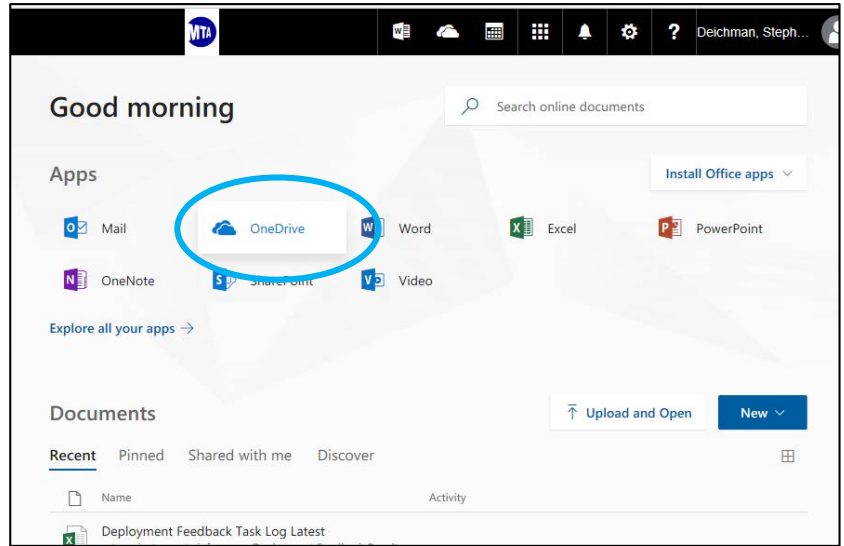 MTA ? Deichman, Steph...
Good morning
Search online documents
Apps
Install Office apps
Mail OneDrive Word Excel PowerPoint
OneNote SharePoint Video
Explore all your apps →
Documents
Upload and Open New
Recent Pinned Shared with me Discover
Name Activity
Deployment Feedback Task Log Latest